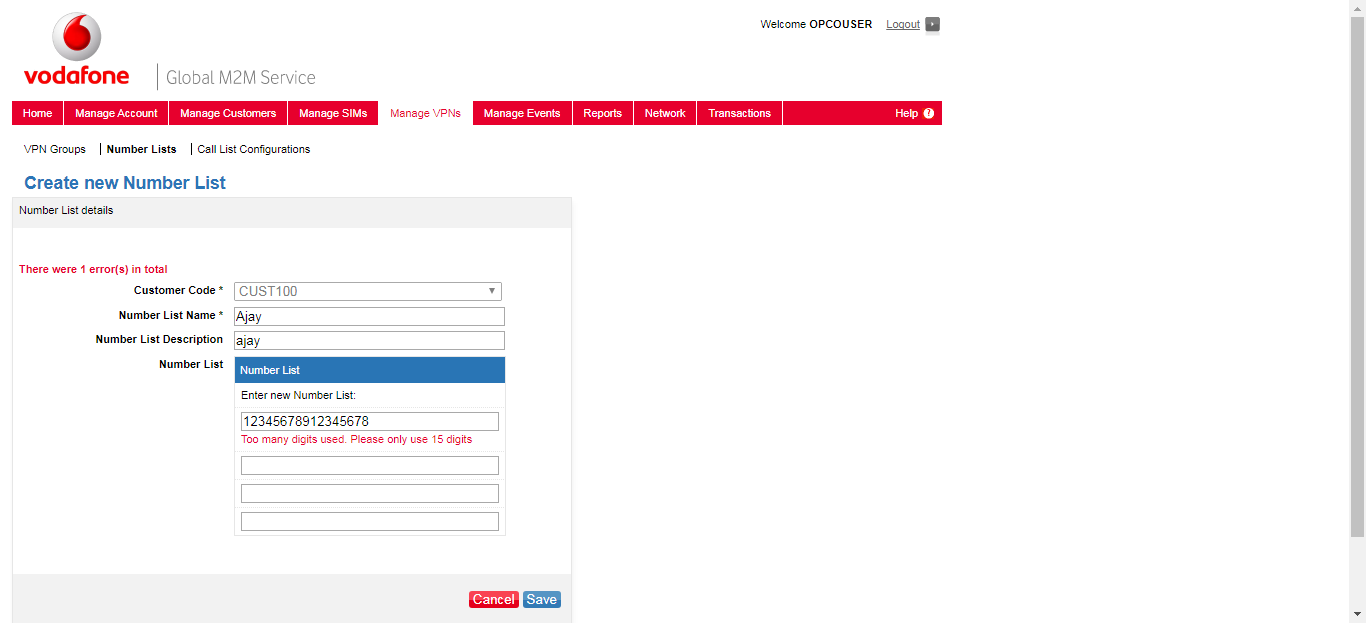 Welcome OPCOUSER Logout
vodafone Global M2M Service
Home Manage Account Manage Customers Manage SIMs Manage VPNs Manage Events Reports Network Transactions Help ?
VPN Groups Number Lists Call List Configurations
Create new Number List
Number List details
There were 1 error(s) in total
Customer Code * CUST100
Number List Name * Ajay
Number List Description ajay
Number List Number List
Enter new Number List:
12345678912345678
Too many digits used. Please only use 15 digits
Cancel Save